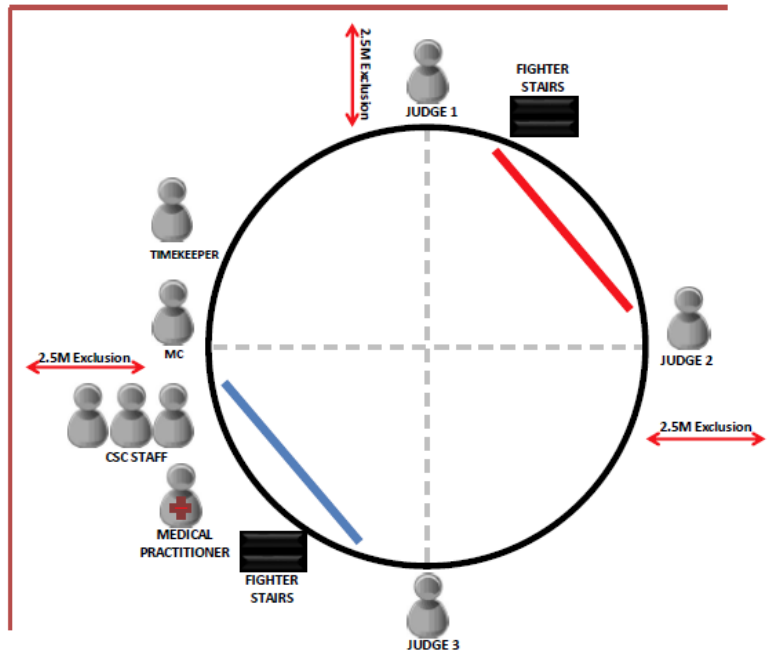 2.5M Exclusion
JUDGE 1
FIGHTER
STAIRS
TIMEKEEPER
MC
2.5M Exclusion
JUDGE 2
CSC STAFF
2.5M Exclusion
MEDICAL
PRACTITIONER
FIGHTER
STAIRS
JUDGE 3